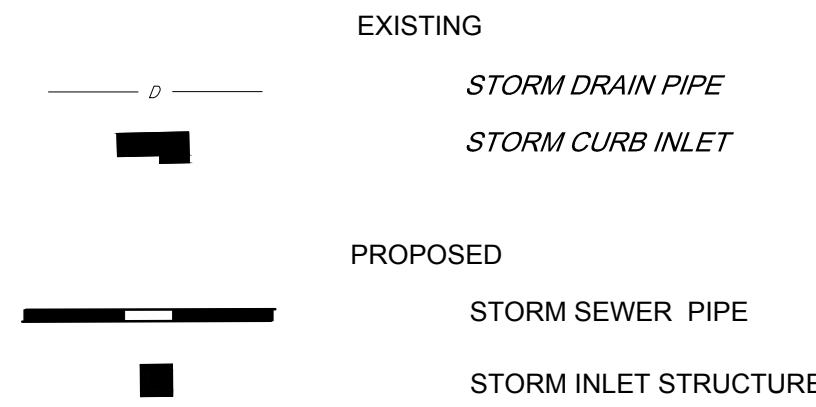 EXISTING
D STORM DRAIN PIPE
STORM CURB INLET
PROPOSED
STORM SEWER PIPE
STORM INLET STRUCTURE